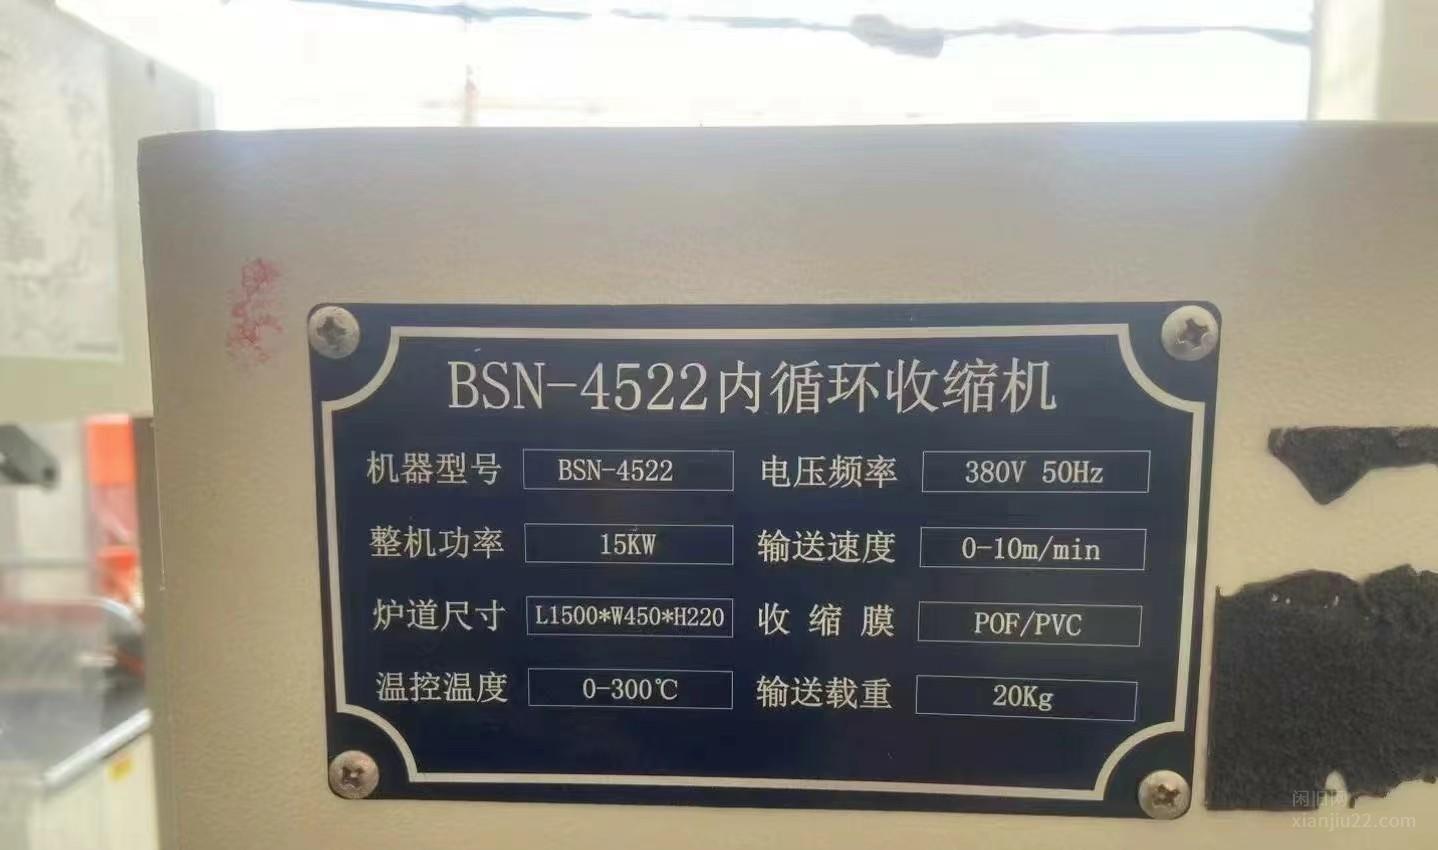 BSN-4522内循环收缩机
机器型号 BSN-4522 电压频率 380V 50Hz
整机功率 15KW 输送速度 0-10m/min
炉道尺寸 L1500*W450*H220 收缩膜 POF/PVC
温控温度 0-300℃ 输送载重 20Kg
闲旧网
xianjiu22.com